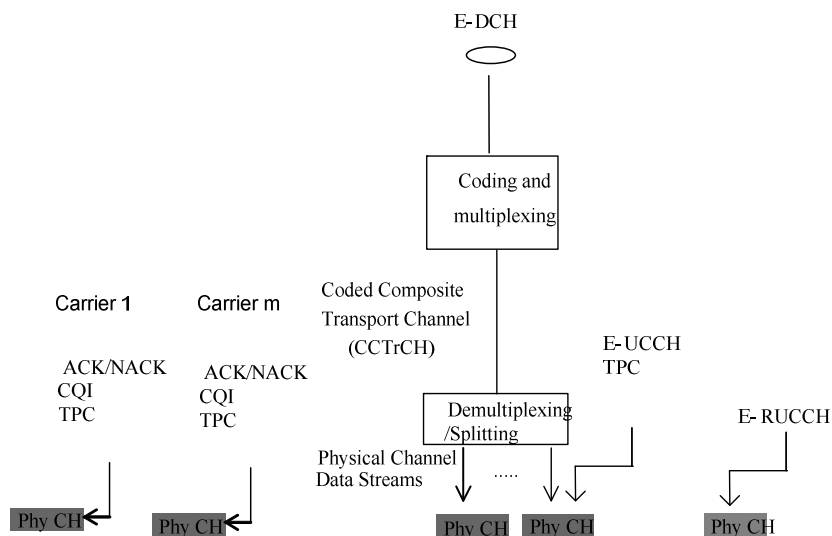 E-DCH
Coding and
multiplexing
Carrier 1
Carrier m
Coded Composite
Transport Channel
(CCTrCH)
ACK/NACK
CQI
TPC
ACK/NACK
CQI
TPC
E-UCCH
TPC
Demultiplexing
/Splitting
E- RUCCH
Physical Channel
Data Streams
.....
Phy CH
Phy CH
Phy CH
Phy CH
Phy CH